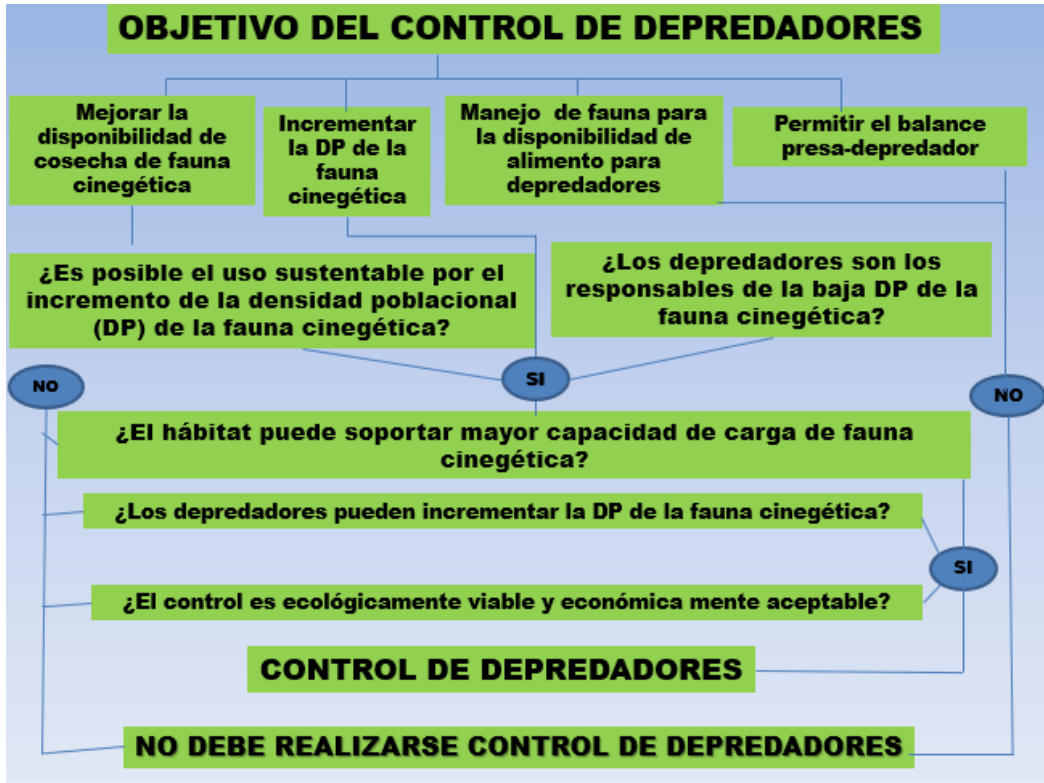 OBJETIVO DEL CONTROL DE DEPREDADORES
Mejorar la
disponibilidad de
cosecha de fauna
cinegética
Incrementar
la DP de la
fauna
cinegética
Manejo de fauna para
la disponibilidad de
alimento para
depredadores
Permitir el balance
presa-depredador
¿Es posible el uso sustentable por el
incremento de la densidad poblacional
(DP) de la fauna cinegética?
¿Los depredadores son los
responsables de la baja DP de la
fauna cinegética?
NO
SI
NO
¿El hábitat puede soportar mayor capacidad de carga de fauna
cinegética?
¿Los depredadores pueden incrementar la DP de la fauna cinegética?
SI
¿El control es ecológicamente viable y económica mente aceptable?
CONTROL DE DEPREDADORES
NO DEBE REALIZARSE CONTROL DE DEPREDADORES